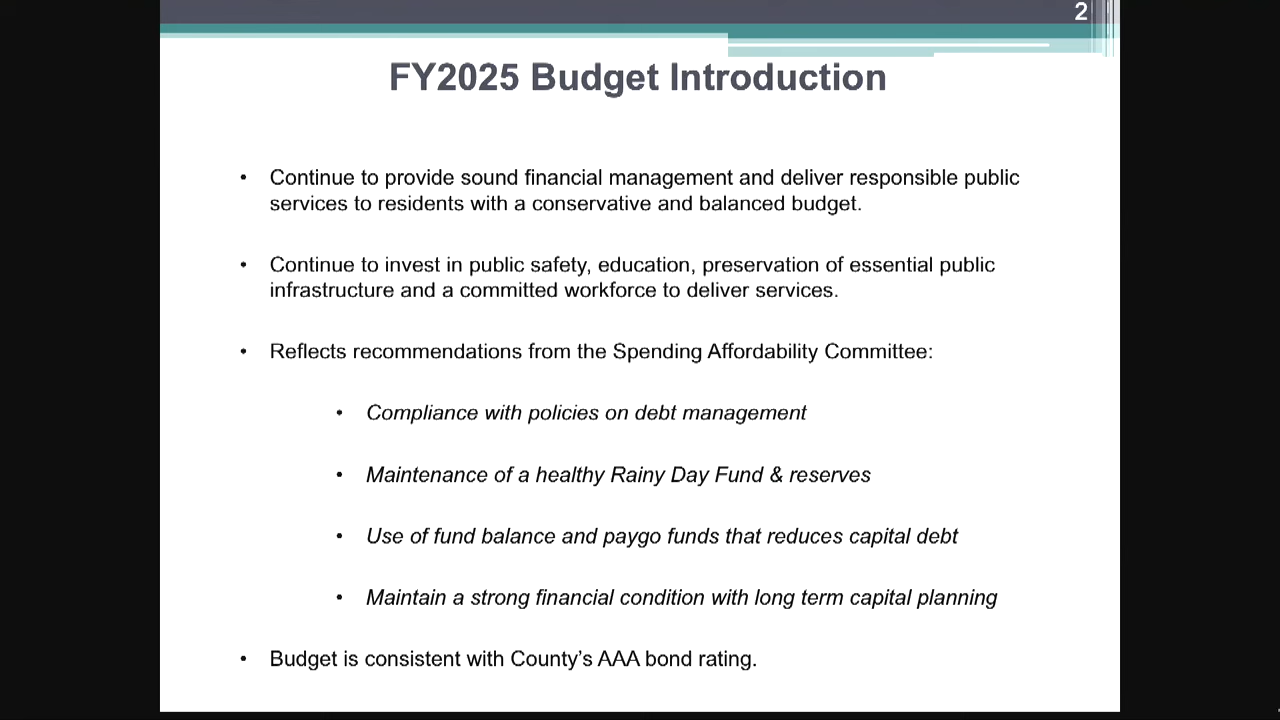 2
FY2025 Budget Introduction
• Continue to provide sound financial management and deliver responsible public
services to residents with a conservative and balanced budget.
• Continue to invest in public safety, education, preservation of essential public
infrastructure and a committed workforce to deliver services.
• Reflects recommendations from the Spending Affordability Committee:
• Compliance with policies on debt management
• Maintenance of a healthy Rainy Day Fund & reserves
• Use of fund balance and paygo funds that reduces capital debt
• Maintain a strong financial condition with long term capital planning
• Budget is consistent with County’s AAA bond rating.